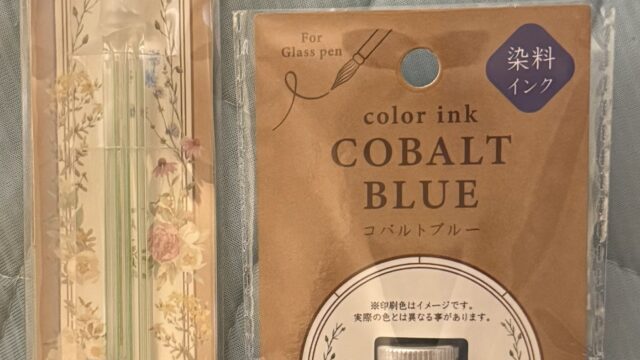 For
Glass pen
染料
インク
color ink
COBALT
BLUE
コバルトブルー
※印刷色はイメージです。
実際の色とは異なる事があります。